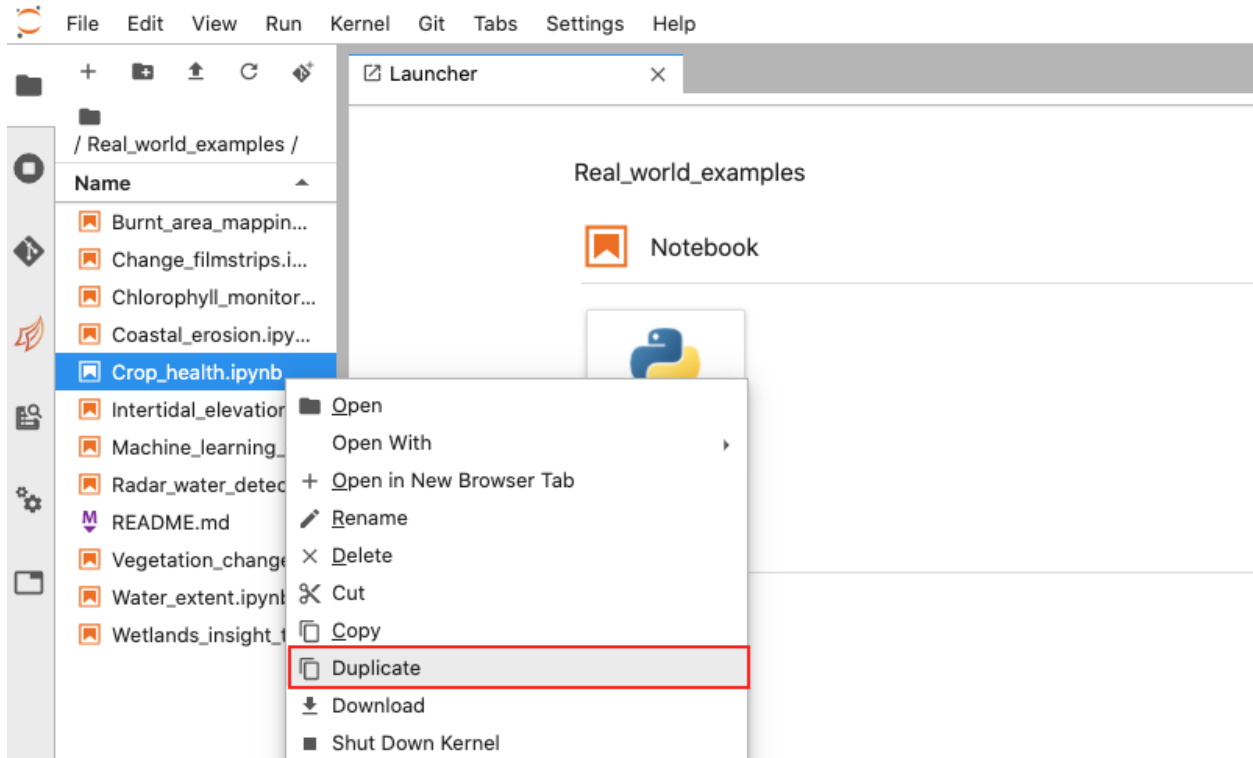 File Edit View Run Kernel Git Tabs Settings Help
Launcher
/ Real_world_examples /
Name
Burnt_area_mappin...
Change_filmstrips.i...
Chlorophyll_monitor...
Coastal_erosion.ipy...
Crop_health.ipynb
Intertidal_elevation
Machine_learning_
Radar_water_detec
M README.md
Vegetation_change
Water_extent.ipynb
Wetlands_insight_t
Real_world_examples
Notebook
Open
Open With
Open in New Browser Tab
Rename
Delete
Cut
Copy
Duplicate
Download
Shut Down Kernel